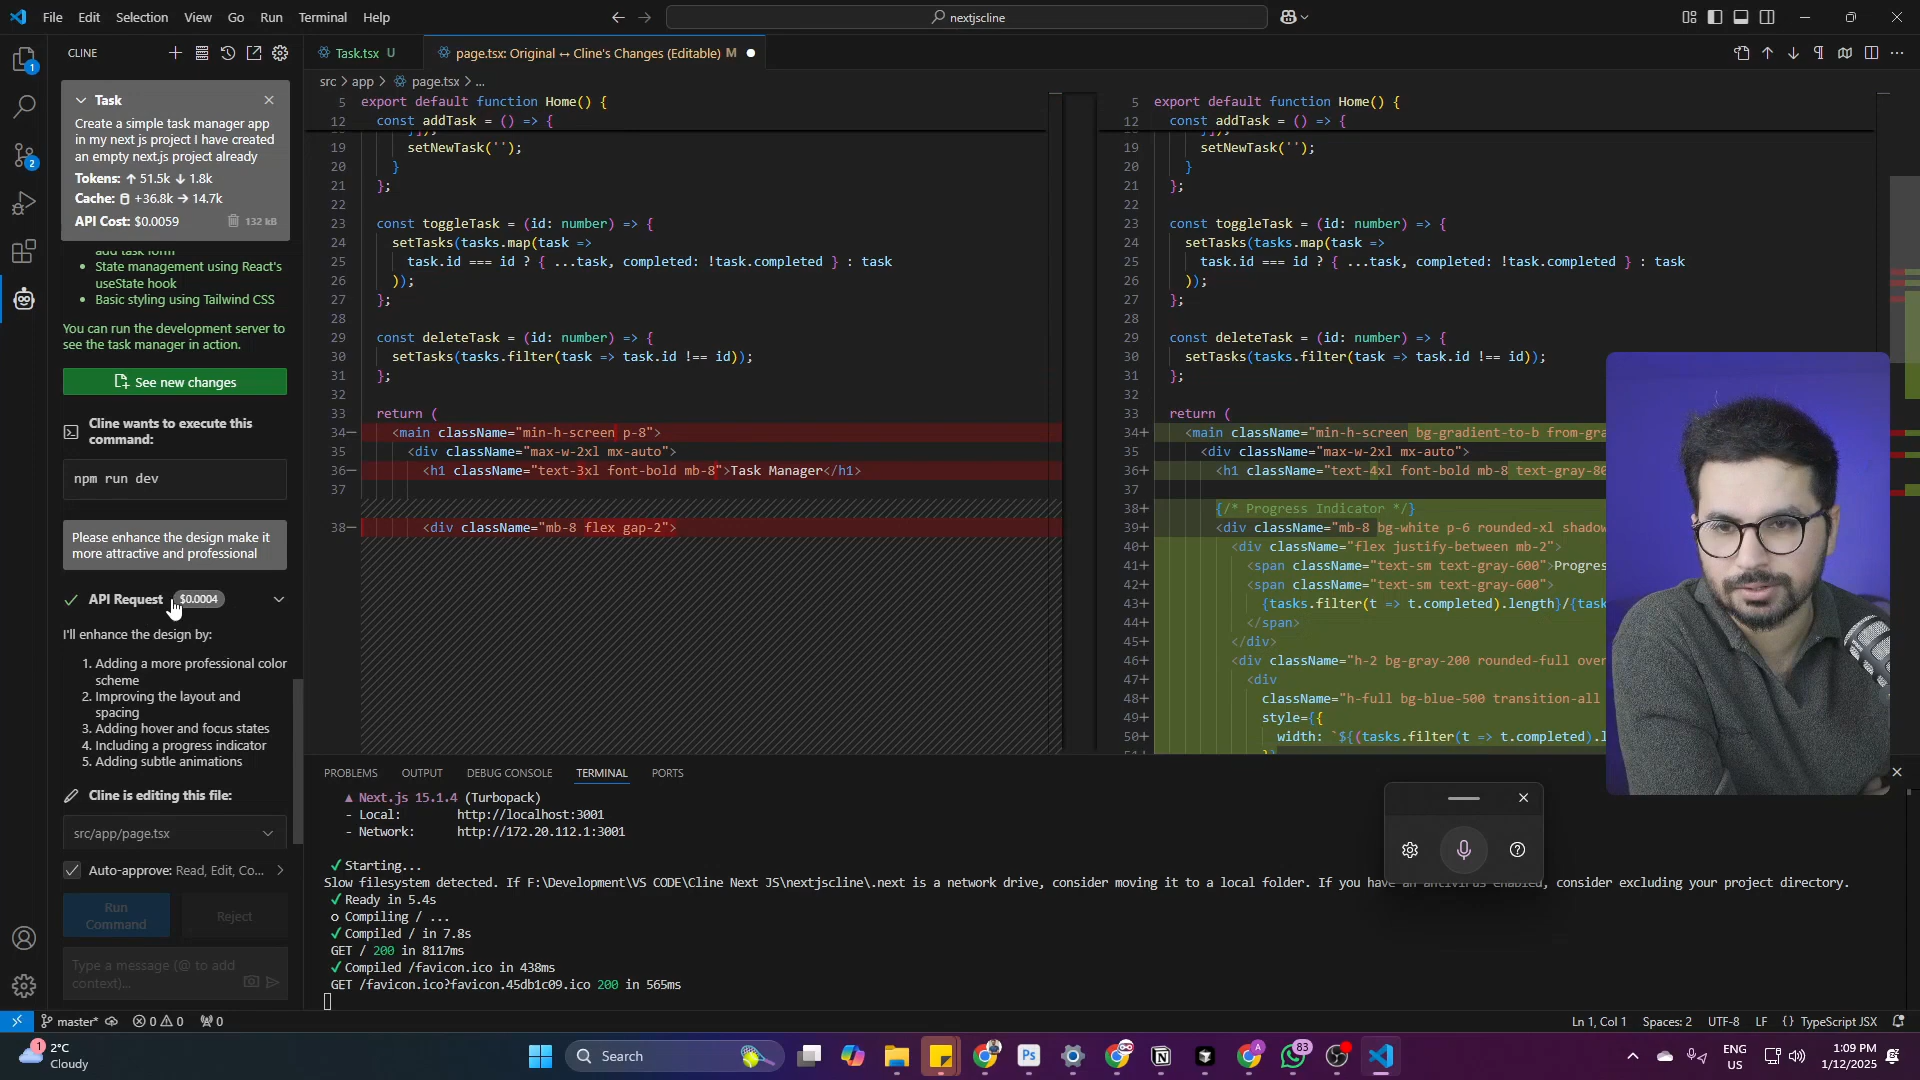 File Edit Selection View Go Run Terminal Help
nextjscline
CLINE
Task
Create a simple task manager app
in my next js project I have created
an empty next.js project already
Tokens: ↑ 51.5k ↓ 1.8k
Cache: +36.8k → 14.7k
API Cost: $0.0059 132 kB
add task form
• State management using React's
useState hook
• Basic styling using Tailwind CSS
You can run the development server to
see the task manager in action.
See new changes
Cline wants to execute this
command:
npm run dev
Please enhance the design make it
more attractive and professional
API Request $0.0004
I'll enhance the design by:
1. Adding a more professional color
scheme
2. Improving the layout and
spacing
3. Adding hover and focus states
4. Including a progress indicator
5. Adding subtle animations
Cline is editing this file:
src/app/page.tsx
Auto-approve: Read, Edit, Co...
Run
Command
Reject
Type a message (@ to add
context)...
Task.tsx U
page.tsx: Original ↔ Cline's Changes (Editable) M
src > app > page.tsx > ...
5 export default function Home() {
12 const addTask = () => {
19 setNewTask('');
20 }
21 };
22
23 const toggleTask = (id: number) => {
24 setTasks(tasks.map(task =>
25 task.id === id ? { ...task, completed: !task.completed } : task
26 ));
27 };
28
29 const deleteTask = (id: number) => {
30 setTasks(tasks.filter(task => task.id !== id));
31 };
32
33 return (
34− <main className="min-h-screen p-8">
35 <div className="max-w-2xl mx-auto">
36− <h1 className="text-3xl font-bold mb-8">Task Manager</h1>
37
38− <div className="mb-8 flex gap-2">
5 export default function Home() {
12 const addTask = () => {
19 setNewTask('');
20 }
21 };
22
23 const toggleTask = (id: number) => {
24 setTasks(tasks.map(task =>
25 task.id === id ? { ...task, completed: !task.completed } : task
26 ));
27 };
28
29 const deleteTask = (id: number) => {
30 setTasks(tasks.filter(task => task.id !== id));
31 };
32
33 return (
34+ <main className="min-h-screen bg-gradient-to-b from-gra
35 <div className="max-w-2xl mx-auto">
36+ <h1 className="text-4xl font-bold mb-8 text-gray-80
37
38+ {/* Progress Indicator */}
39+ <div className="mb-8 bg-white p-6 rounded-xl shadow
40+ <div className="flex justify-between mb-2">
41+ <span className="text-sm text-gray-600">Progres
42+ <span className="text-sm text-gray-600">
43+ {tasks.filter(t => t.completed).length}/{task
44+ </span>
45+ </div>
46+ <div className="h-2 bg-gray-200 rounded-full over
47+ <div
48+ className="h-full bg-blue-500 transition-all
49+ style={{
50+ width: `${(tasks.filter(t => t.completed).l
PROBLEMS OUTPUT DEBUG CONSOLE TERMINAL PORTS
▲ Next.js 15.1.4 (Turbopack)
- Local: http://localhost:3001
- Network: http://172.20.112.1:3001
✓ Starting...
Slow filesystem detected. If F:\Development\VS CODE\Cline Next JS\nextjscline\.next is a network drive, consider moving it to a local folder. If you have an antivirus enabled, consider excluding your project directory.
✓ Ready in 5.4s
○ Compiling / ...
✓ Compiled / in 7.8s
GET / 200 in 8117ms
✓ Compiled /favicon.ico in 438ms
GET /favicon.ico?favicon.45db1c09.ico 200 in 565ms
master* 0 0 0
Ln 1, Col 1 Spaces: 2 UTF-8 LF {} TypeScript JSX
2°C
Cloudy
Search
83
ENG
US
1:09 PM
1/12/2025